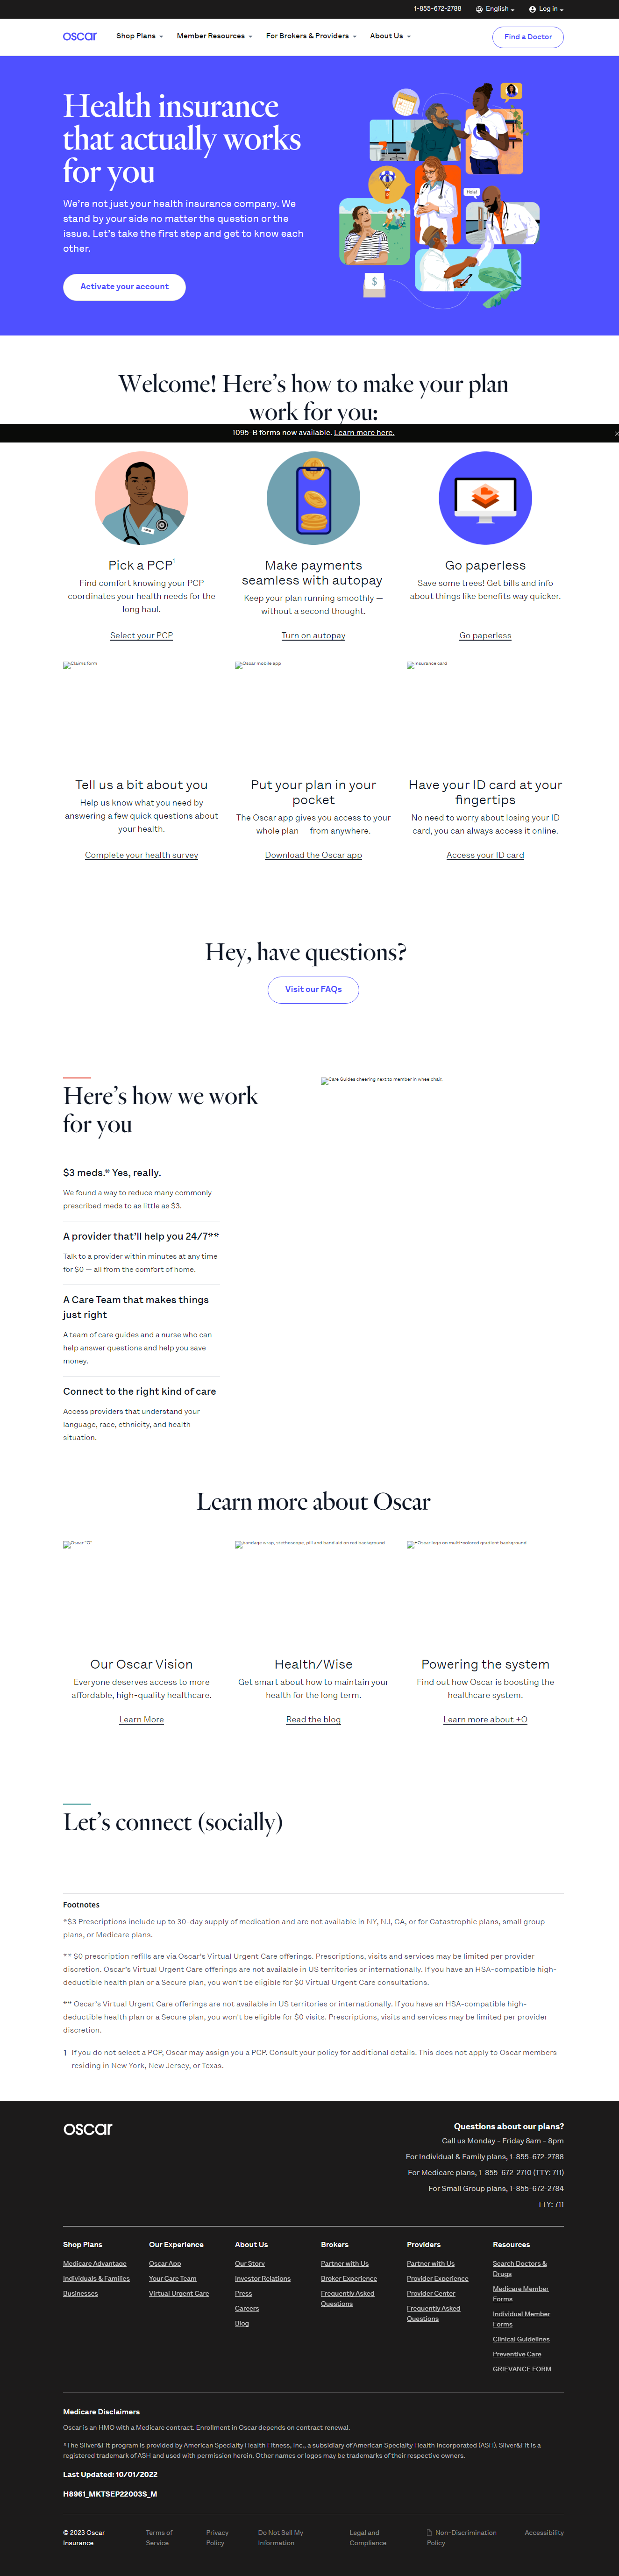 1-855-672-2788 English Log in
oscar Shop Plans Member Resources For Brokers & Providers About Us Find a Doctor
Health insurance
that actually works
for you
We're not just your health insurance company. We
stand by your side no matter the question or the
issue. Let's take the first step and get to know each
other.
Activate your account
Hola!
$
Welcome! Here's how to make your plan
work for you:
1095-B forms now available. Learn more here.
Pick a PCP1
Find comfort knowing your PCP
coordinates your health needs for the
long haul.
Select your PCP
Make payments
seamless with autopay
Keep your plan running smoothly —
without a second thought.
Turn on autopay
Go paperless
Save some trees! Get bills and info
about things like benefits way quicker.
Go paperless
Claims form
Tell us a bit about you
Help us know what you need by
answering a few quick questions about
your health.
Complete your health survey
Oscar mobile app
Put your plan in your
pocket
The Oscar app gives you access to your
whole plan — from anywhere.
Download the Oscar app
Insurance card
Have your ID card at your
fingertips
No need to worry about losing your ID
card, you can always access it online.
Access your ID card
Hey, have questions?
Visit our FAQs
Here's how we work
for you
Care Guides cheering next to member in wheelchair.
$3 meds.* Yes, really.
We found a way to reduce many commonly
prescribed meds to as little as $3.
A provider that'll help you 24/7**
Talk to a provider within minutes at any time
for $0 — all from the comfort of home.
A Care Team that makes things
just right
A team of care guides and a nurse who can
help answer questions and help you save
money.
Connect to the right kind of care
Access providers that understand your
language, race, ethnicity, and health
situation.
Learn more about Oscar
Oscar "O"
Our Oscar Vision
Everyone deserves access to more
affordable, high-quality healthcare.
Learn More
bandage wrap, stethoscope, pill and band aid on red background
Health/Wise
Get smart about how to maintain your
health for the long term.
Read the blog
+Oscar logo on multi-colored gradient background
Powering the system
Find out how Oscar is boosting the
healthcare system.
Learn more about +O
Let's connect (socially)
Footnotes
*$3 Prescriptions include up to 30-day supply of medication and are not available in NY, NJ, CA, or for Catastrophic plans, small group
plans, or Medicare plans.
** $0 prescription refills are via Oscar's Virtual Urgent Care offerings. Prescriptions, visits and services may be limited per provider
discretion. Oscar's Virtual Urgent Care offerings are not available in US territories or internationally. If you have an HSA-compatible high-
deductible health plan or a Secure plan, you won't be eligible for $0 Virtual Urgent Care consultations.
** Oscar's Virtual Urgent Care offerings are not available in US territories or internationally. If you have an HSA-compatible high-
deductible health plan or a Secure plan, you won't be eligible for $0 visits. Prescriptions, visits and services may be limited per provider
discretion.
1 If you do not select a PCP, Oscar may assign you a PCP. Consult your policy for additional details. This does not apply to Oscar members
residing in New York, New Jersey, or Texas.
oscar
Questions about our plans?
Call us Monday - Friday 8am - 8pm
For Individual & Family plans, 1-855-672-2788
For Medicare plans, 1-855-672-2710 (TTY: 711)
For Small Group plans, 1-855-672-2784
TTY: 711
Shop Plans
Medicare Advantage
Individuals & Families
Businesses
Our Experience
Oscar App
Your Care Team
Virtual Urgent Care
About Us
Our Story
Investor Relations
Press
Careers
Blog
Brokers
Partner with Us
Broker Experience
Frequently Asked
Questions
Providers
Partner with Us
Provider Experience
Provider Center
Frequently Asked
Questions
Resources
Search Doctors &
Drugs
Medicare Member
Forms
Individual Member
Forms
Clinical Guidelines
Preventive Care
GRIEVANCE FORM
Medicare Disclaimers
Oscar is an HMO with a Medicare contract. Enrollment in Oscar depends on contract renewal.
*The Silver&Fit program is provided by American Specialty Health Fitness, Inc., a subsidiary of American Specialty Health Incorporated (ASH). Silver&Fit is a
registered trademark of ASH and used with permission herein. Other names or logos may be trademarks of their respective owners.
Last Updated: 10/01/2022
H8961_MKTSEP22003S_M
© 2023 Oscar
Insurance
Terms of
Service
Privacy
Policy
Do Not Sell My
Information
Legal and
Compliance
Non-Discrimination
Policy
Accessibility